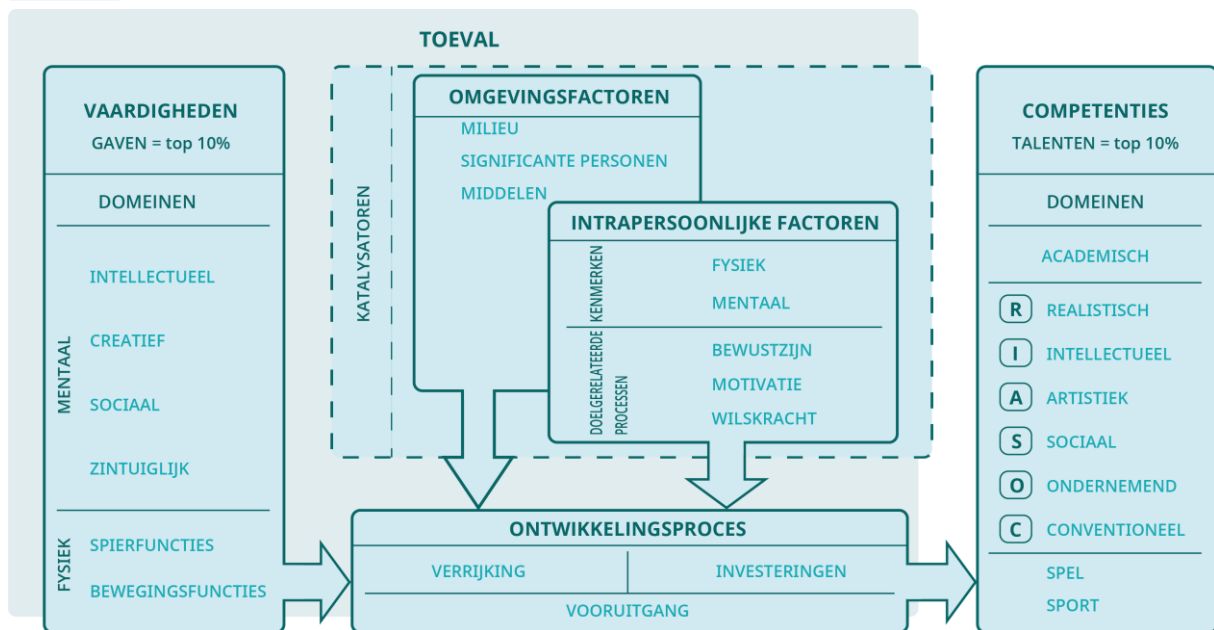 TOEVAL
VAARDIGHEDEN
GAVEN = top 10%
DOMEINEN
MENTAAL
INTELLECTUEEL
CREATIEF
SOCIAAL
ZINTUIGLIJK
FYSIEK
SPIERFUNCTIES
BEWEGINGSFUNCTIES
KATALYSATOREN
OMGEVINGSFACTOREN
MILIEU
SIGNIFICANTE PERSONEN
MIDDELEN
INTRAPERSOONLIJKE FACTOREN
KENMERKEN
FYSIEK
MENTAAL
DOELGERELATEERDE
PROCESSEN
BEWUSTZIJN
MOTIVATIE
WILSKRACHT
ONTWIKKELINGSPROCES
VERRIJKING
INVESTERINGEN
VOORUITGANG
COMPETENTIES
TALENTEN = top 10%
DOMEINEN
ACADEMISCH
R REALISTISCH
I INTELLECTUEEL
A ARTISTIEK
S SOCIAAL
O ONDERNEMEND
C CONVENTIONEEL
SPEL
SPORT